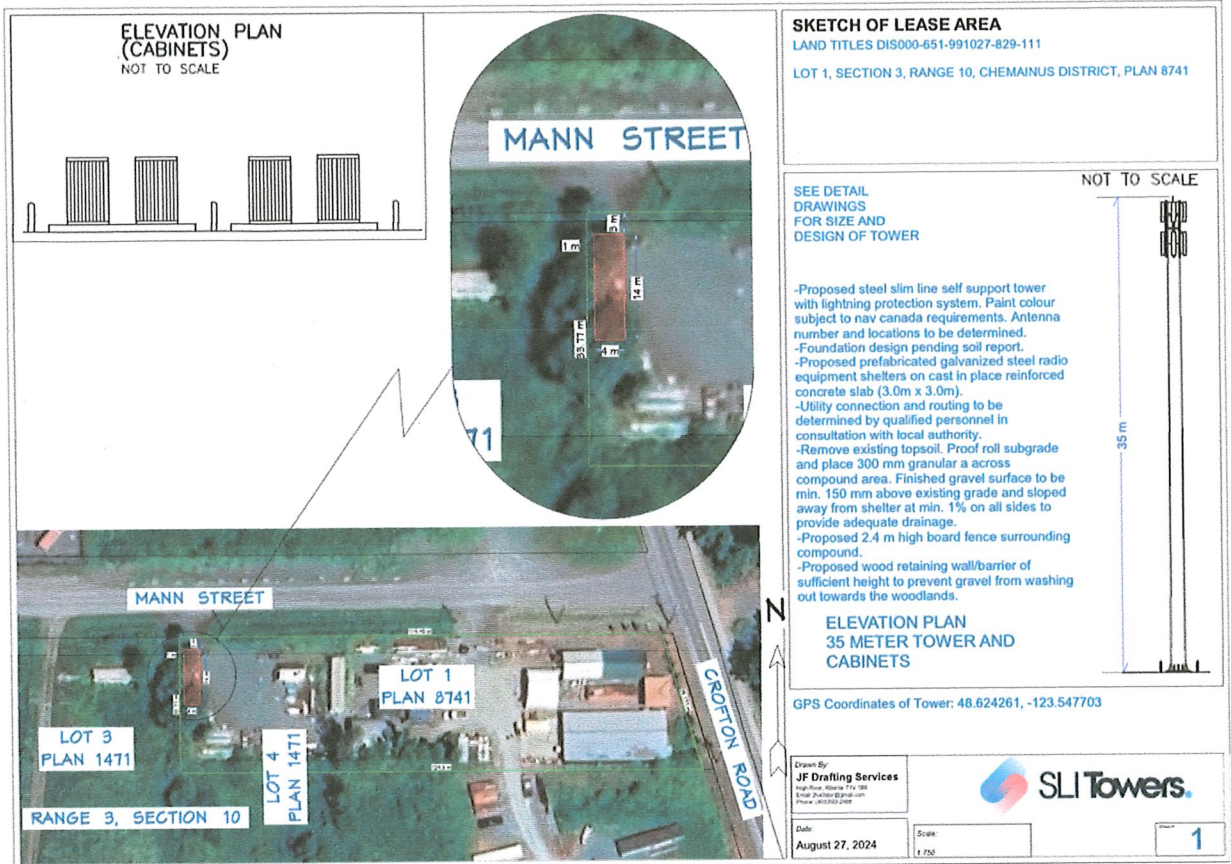 ELEVATION PLAN
(CABINETS)
NOT TO SCALE
MANN STREET
3 m
1 m
14 m
33.77 m
4 m
71
MANN STREET
LOT 1
PLAN 8741
CROFTON ROAD
LOT 3
PLAN 1471
LOT 4
PLAN 1471
RANGE 3, SECTION 10
N
SKETCH OF LEASE AREA
LAND TITLES DIS000-651-991027-829-111
LOT 1, SECTION 3, RANGE 10, CHEMAINUS DISTRICT, PLAN 8741
NOT TO SCALE
SEE DETAIL
DRAWINGS
FOR SIZE AND
DESIGN OF TOWER
-Proposed steel slim line self support tower
with lightning protection system. Paint colour
subject to nav canada requirements. Antenna
number and locations to be determined.
-Foundation design pending soil report.
-Proposed prefabricated galvanized steel radio
equipment shelters on cast in place reinforced
concrete slab (3.0m x 3.0m).
-Utility connection and routing to be
determined by qualified personnel in
consultation with local authority.
-Remove existing topsoil. Proof roll subgrade
and place 300 mm granular a across
compound area. Finished gravel surface to be
min. 150 mm above existing grade and sloped
away from shelter at min. 1% on all sides to
provide adequate drainage.
-Proposed 2.4 m high board fence surrounding
compound.
-Proposed wood retaining wall/barrier of
sufficient height to prevent gravel from washing
out towards the woodlands.
35 m
ELEVATION PLAN
35 METER TOWER AND
CABINETS
GPS Coordinates of Tower: 48.624261, -123.547703
Drawn By:
JF Drafting Services
SLI Towers.
Date:
August 27, 2024
Scale:
1:750
1